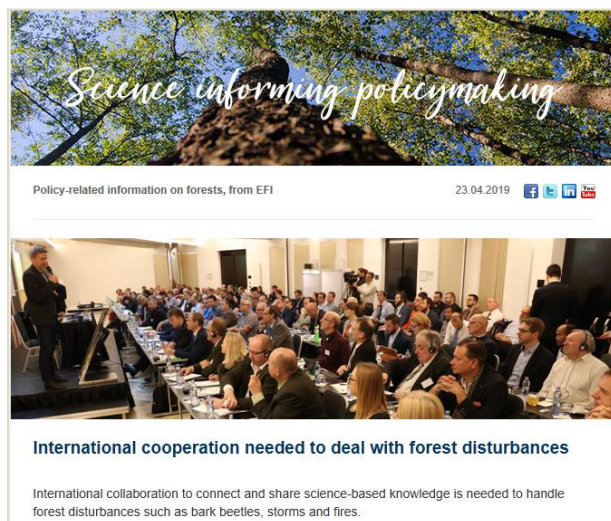 Science informing policymaking
Policy-related information on forests, from EFI
23.04.2019
International cooperation needed to deal with forest disturbances
International collaboration to connect and share science-based knowledge is needed to handle
forest disturbances such as bark beetles, storms and fires.